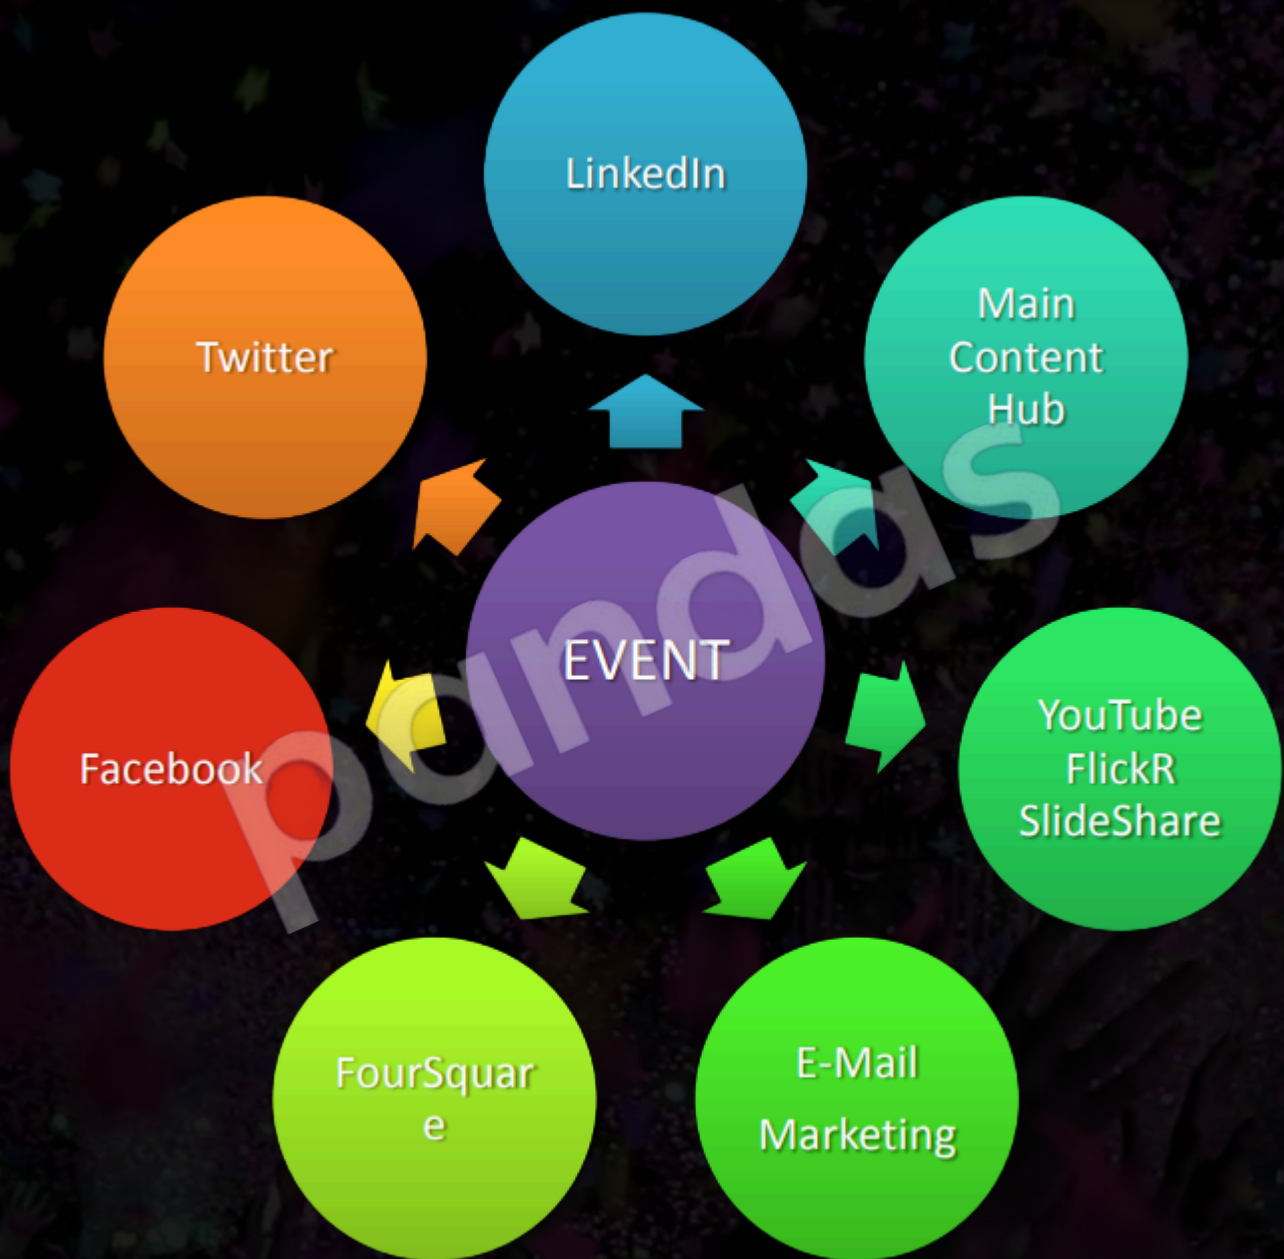 LinkedIn
Twitter
Main
Content
Hub
EVENT
Facebook
YouTube
FlickR
SlideShare
FourSquar
e
E-Mail
Marketing
pandas